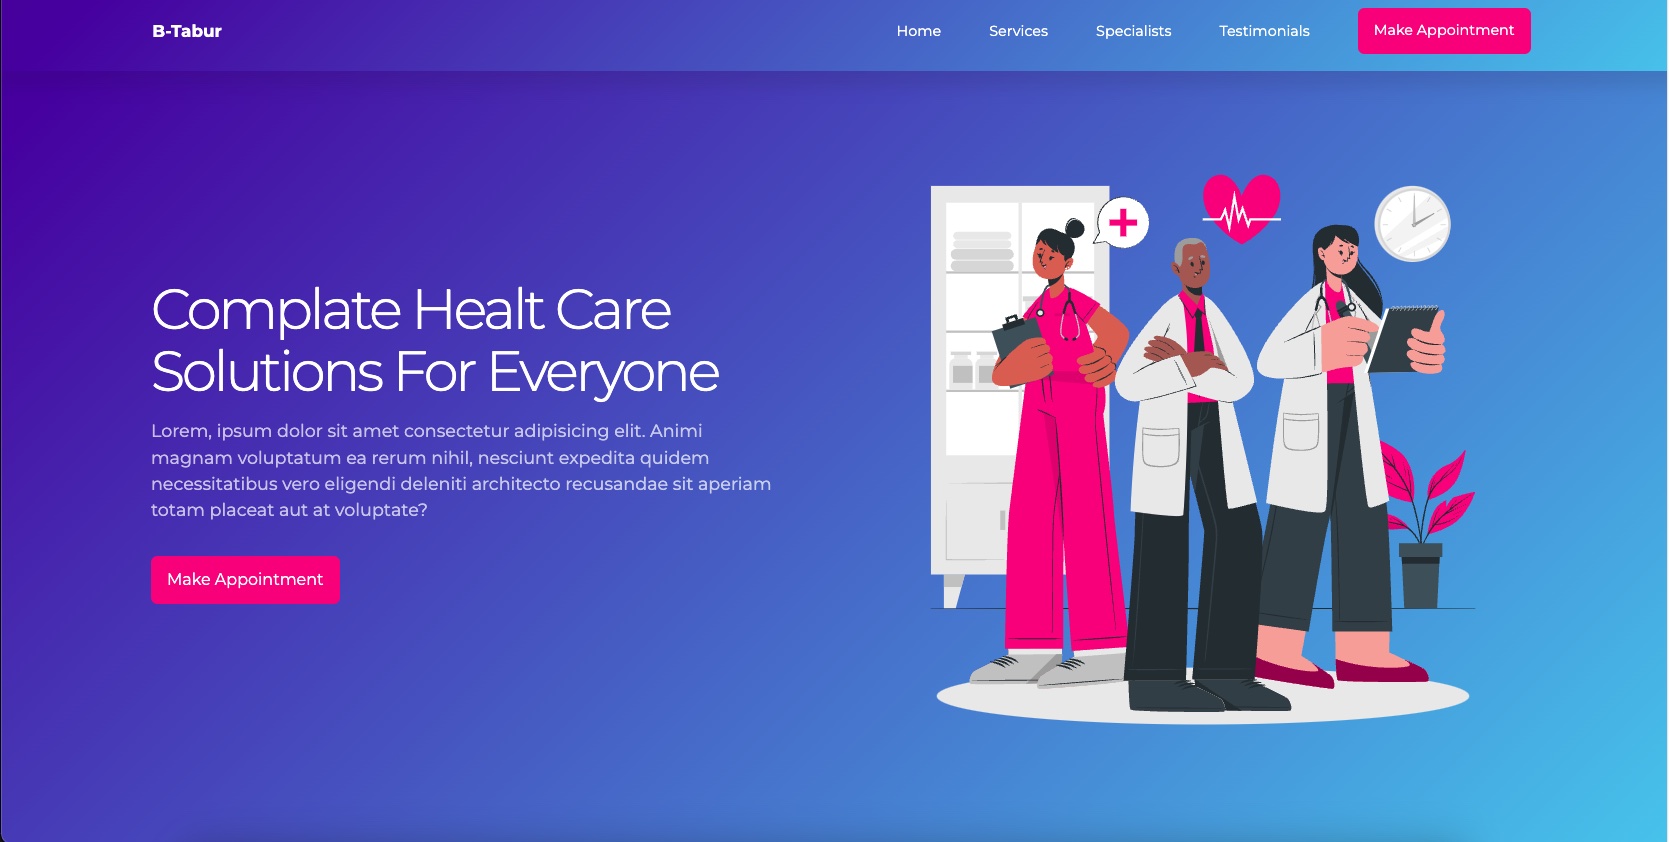 B-Tabur
Home
Services
Specialists
Testimonials
Make Appointment
Complate Healt Care
Solutions For Everyone
Lorem, ipsum dolor sit amet consectetur adipisicing elit. Animi
magnam voluptatum ea rerum nihil, nesciunt expedita quidem
necessitatibus vero eligendi deleniti architecto recusandae sit aperiam
totam placeat aut at voluptate?
Make Appointment